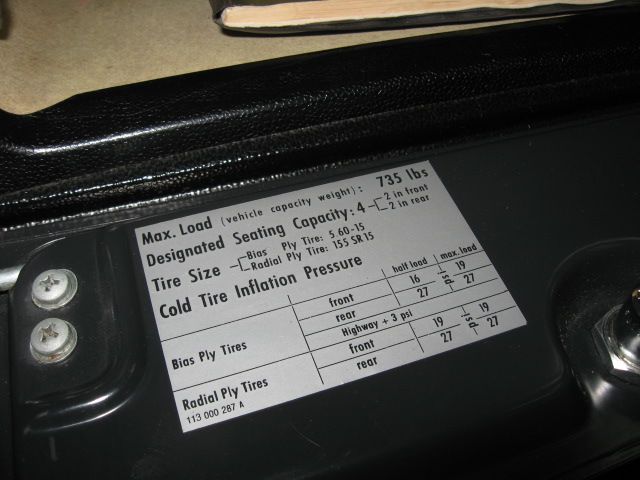 Max. Load (vehicle capacity weight): 735 lbs
Designated Seating Capacity: 4 2 in front
2 in rear
Tire Size Bias Ply Tire: 5 60-15
Radial Ply Tire: 155 SR 15
Cold Tire Inflation Pressure
half load max. load
Bias Ply Tires front 16 psi 19
rear 27 27
Highway + 3 psi
Radial Ply Tires front 19 psi 19
rear 27 27
113 000 287 A